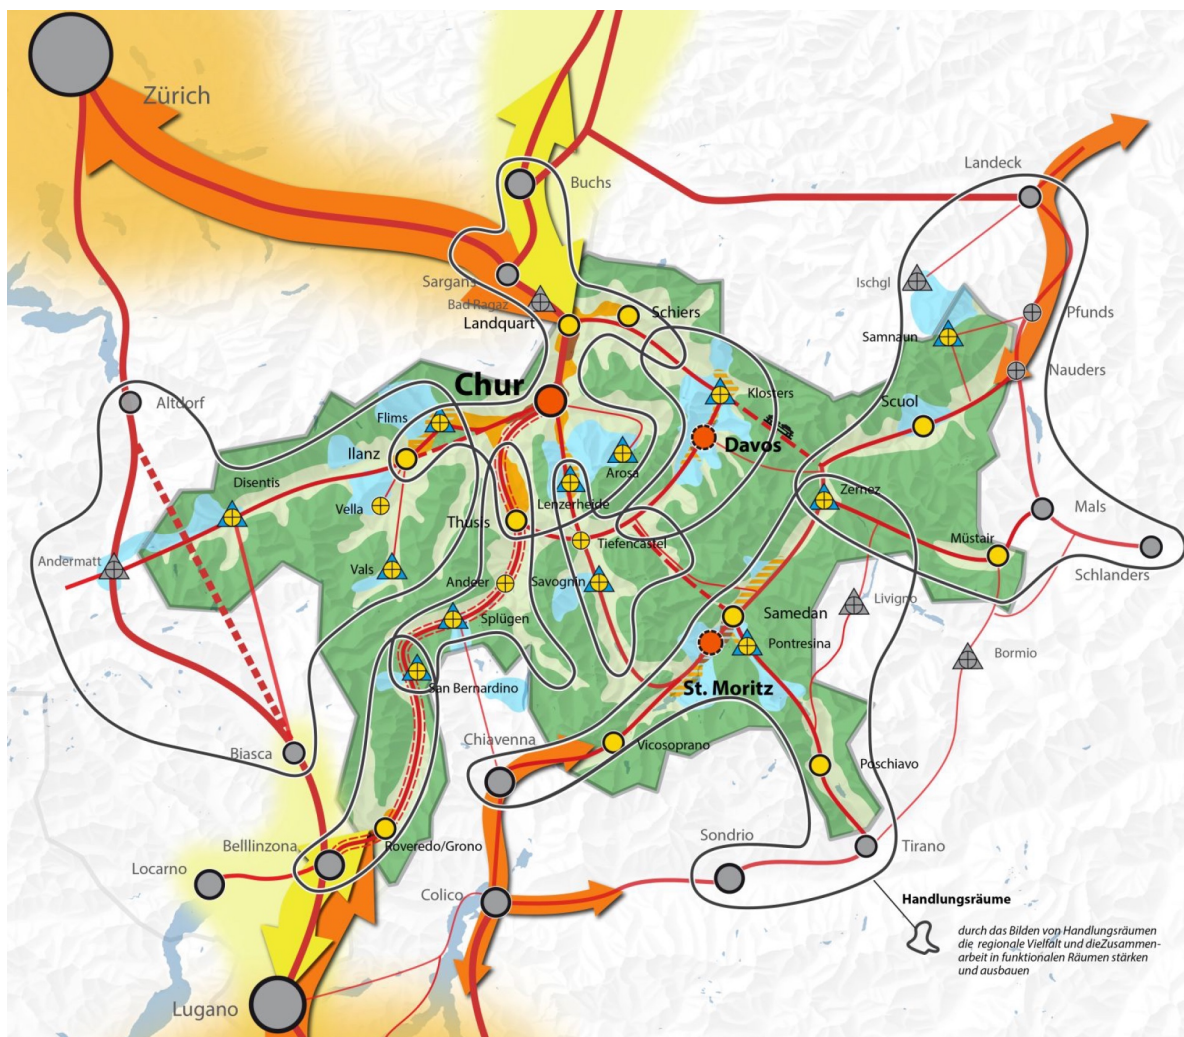 Zürich
Buchs
Landeck
Sargans
Bad Ragaz
Ischgl
Landquart
Schiers
Pfunds
Samnaun
Nauders
Chur
Klosters
Altdorf
Flims
Scuol
Davos
Ilanz
Arosa
Disentis
Lenzerheide
Zernez
Vella
Mals
Thusis
Tiefencastel
Müstair
Andermatt
Vals
Andeer
Savognin
Schlanders
Livigno
Splügen
Samedan
Pontresina
Bormio
San Bernardino
St. Moritz
Chiavenna
Vicosoprano
Biasca
Poschiavo
Sondrio
Tirano
Belllinzona
Roveredo/Grono
Locarno
Colico
Handlungsräume
durch das Bilden von Handlungsräumen
die regionale Vielfalt und dieZusammen-
arbeit in funktionalen Räumen stärken
und ausbauen
Lugano